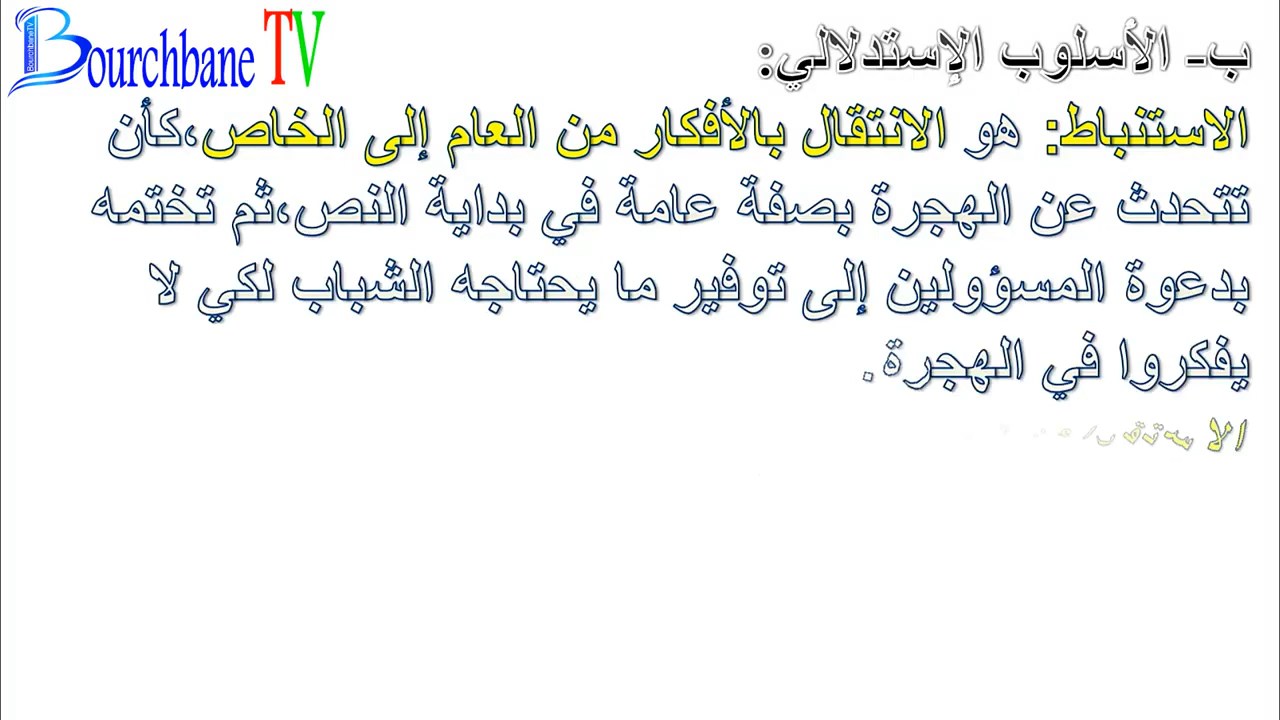 Bourchbane TV
ب- الأسلوب الإستدلالي:
الاستنباط: هو الانتقال بالأفكار من العام إلى الخاص،كأن
تتحدث عن الهجرة بصفة عامة في بداية النص،ثم تختمه
بدعوة المسؤولين إلى توفير ما يحتاجه الشباب لكي لا
يفكروا في الهجرة.